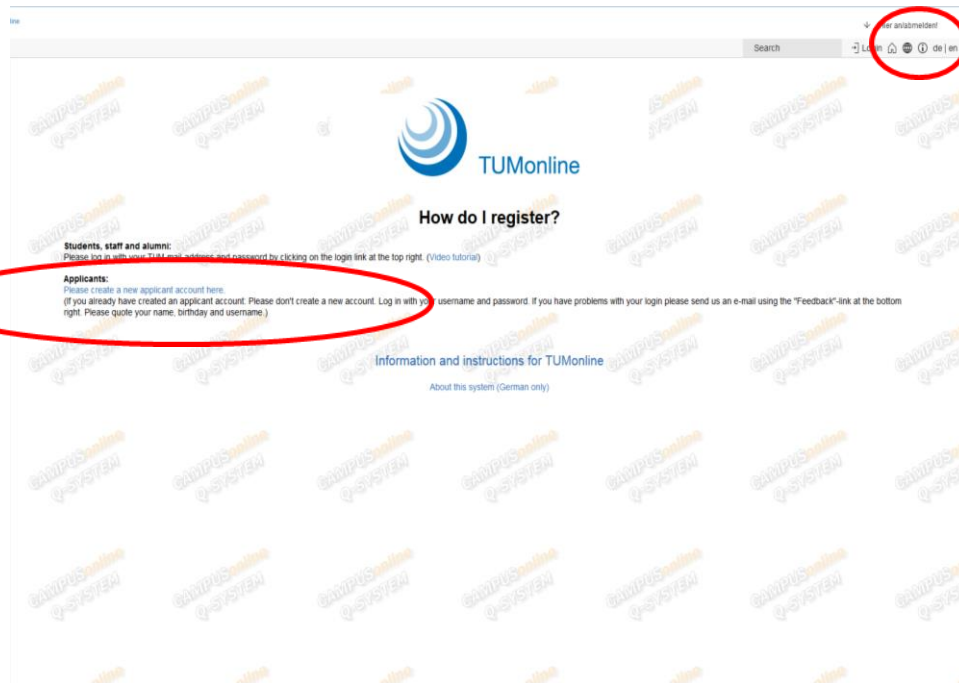 line
Search
Login
de | en
TUMonline
How do I register?
Students, staff and alumni:
Please log in with your TUM mail address and password by clicking on the login link at the top right. (Video tutorial)
Applicants:
Please create a new applicant account here.
(If you already have created an applicant account: Please don't create a new account. Log in with your username and password. If you have problems with your login please send us an e-mail using the "Feedback"-link at the bottom
right. Please quote your name, birthday and username.)
Information and instructions for TUMonline
About this system (German only)
CAMPUSonline
Q-SYSTEM